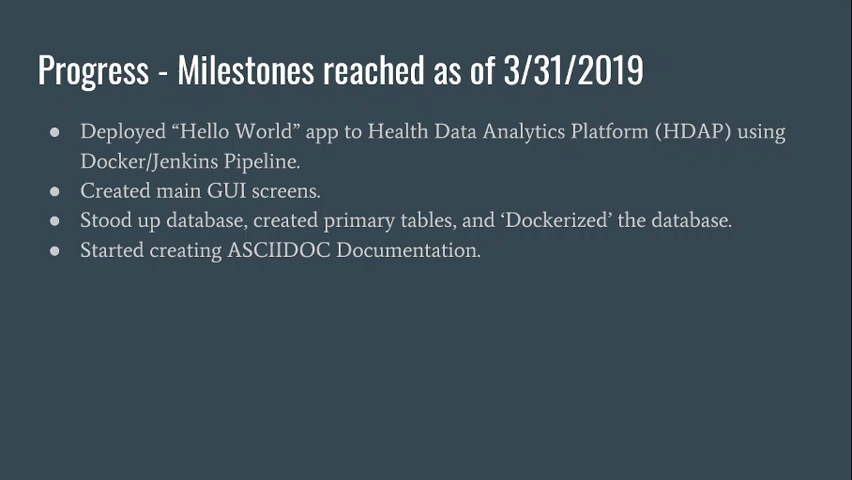 Progress - Milestones reached as of 3/31/2019
● Deployed “Hello World” app to Health Data Analytics Platform (HDAP) using
Docker/Jenkins Pipeline.
● Created main GUI screens.
● Stood up database, created primary tables, and ‘Dockerized’ the database.
● Started creating ASCIIDOC Documentation.